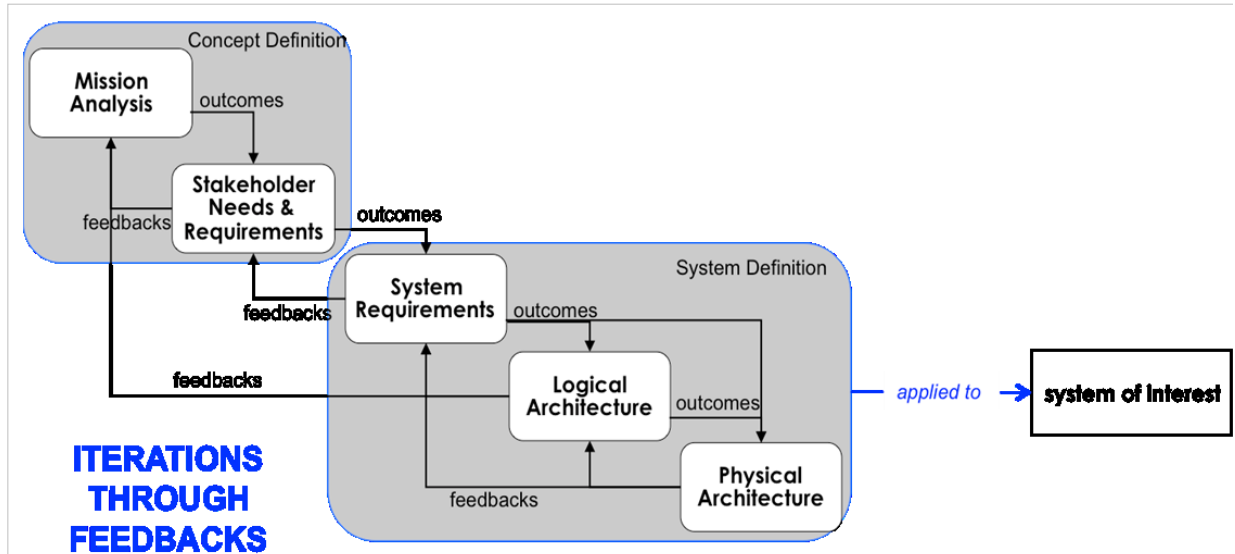 Concept Definition
Mission
Analysis
outcomes
Stakeholder
Needs &
Requirements
feedbacks
outcomes
System Definition
System
Requirements
feedbacks
outcomes
feedbacks
Logical
Architecture
outcomes
applied to
system of interest
Physical
Architecture
feedbacks
ITERATIONS
THROUGH
FEEDBACKS